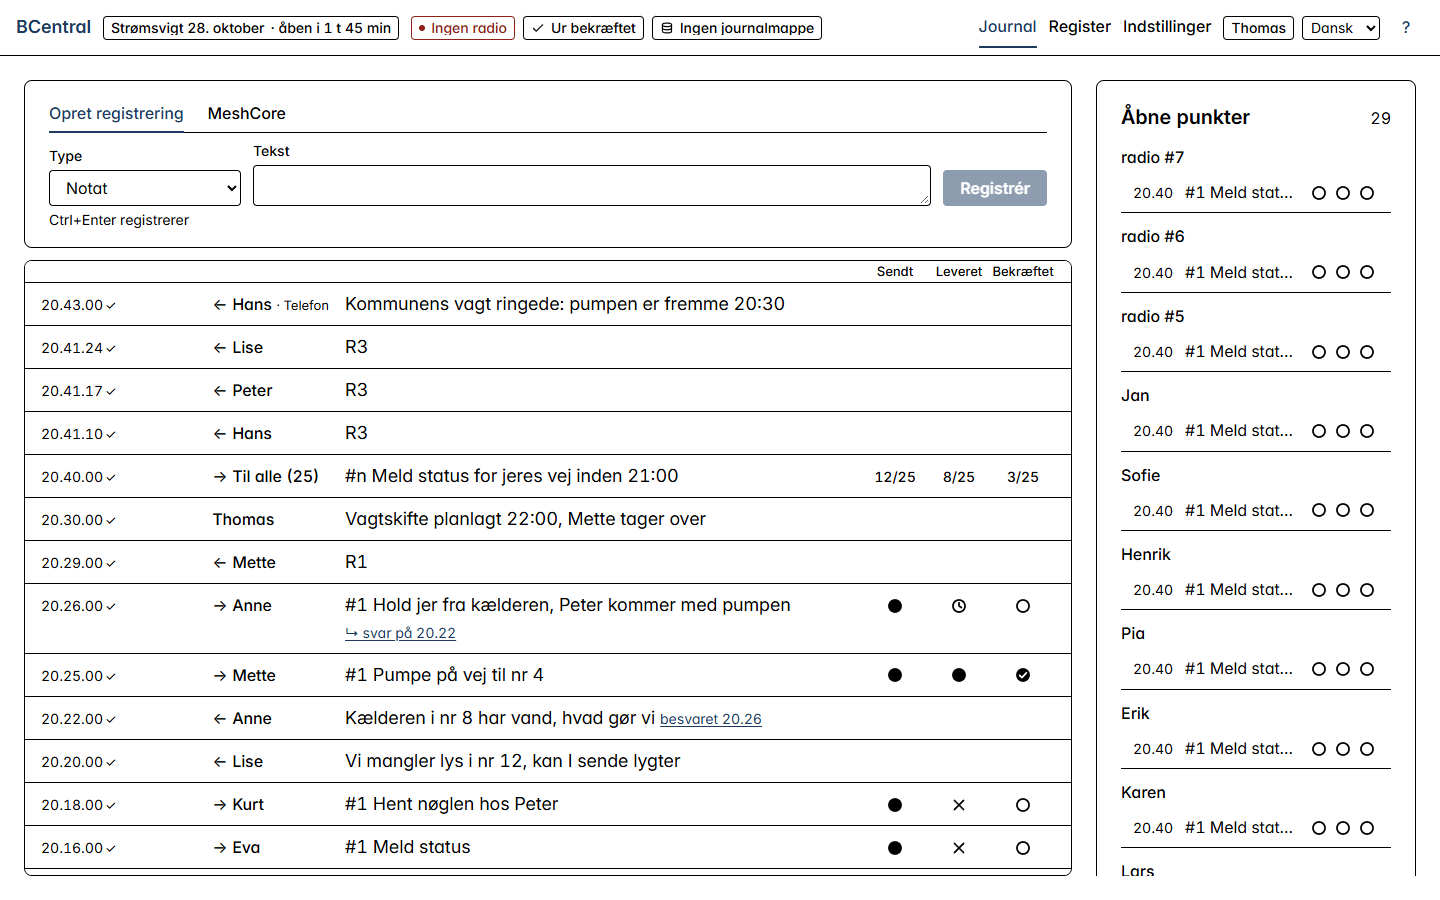 BCentral Strømsvigt 28. oktober · åben i 1 t 45 min Ingen radio Ur bekræftet Ingen journalmappe Journal Register Indstillinger Thomas Dansk ?
Opret registrering MeshCore
Type
Tekst
Notat
Registrér
Ctrl+Enter registrerer
Sendt Leveret Bekræftet
20.43.00 ← Hans · Telefon Kommunens vagt ringede: pumpen er fremme 20:30
20.41.24 ← Lise R3
20.41.17 ← Peter R3
20.41.10 ← Hans R3
20.40.00 → Til alle (25) #n Meld status for jeres vej inden 21:00 12/25 8/25 3/25
20.30.00 Thomas Vagtskifte planlagt 22:00, Mette tager over
20.29.00 ← Mette R1
20.26.00 → Anne #1 Hold jer fra kælderen, Peter kommer med pumpen
↳ svar på 20.22
20.25.00 → Mette #1 Pumpe på vej til nr 4
20.22.00 ← Anne Kælderen i nr 8 har vand, hvad gør vi besvaret 20.26
20.20.00 ← Lise Vi mangler lys i nr 12, kan I sende lygter
20.18.00 → Kurt #1 Hent nøglen hos Peter
20.16.00 → Eva #1 Meld status
Åbne punkter 29
radio #7
20.40 #1 Meld stat...
radio #6
20.40 #1 Meld stat...
radio #5
20.40 #1 Meld stat...
Jan
20.40 #1 Meld stat...
Sofie
20.40 #1 Meld stat...
Henrik
20.40 #1 Meld stat...
Pia
20.40 #1 Meld stat...
Erik
20.40 #1 Meld stat...
Karen
20.40 #1 Meld stat...
Lars